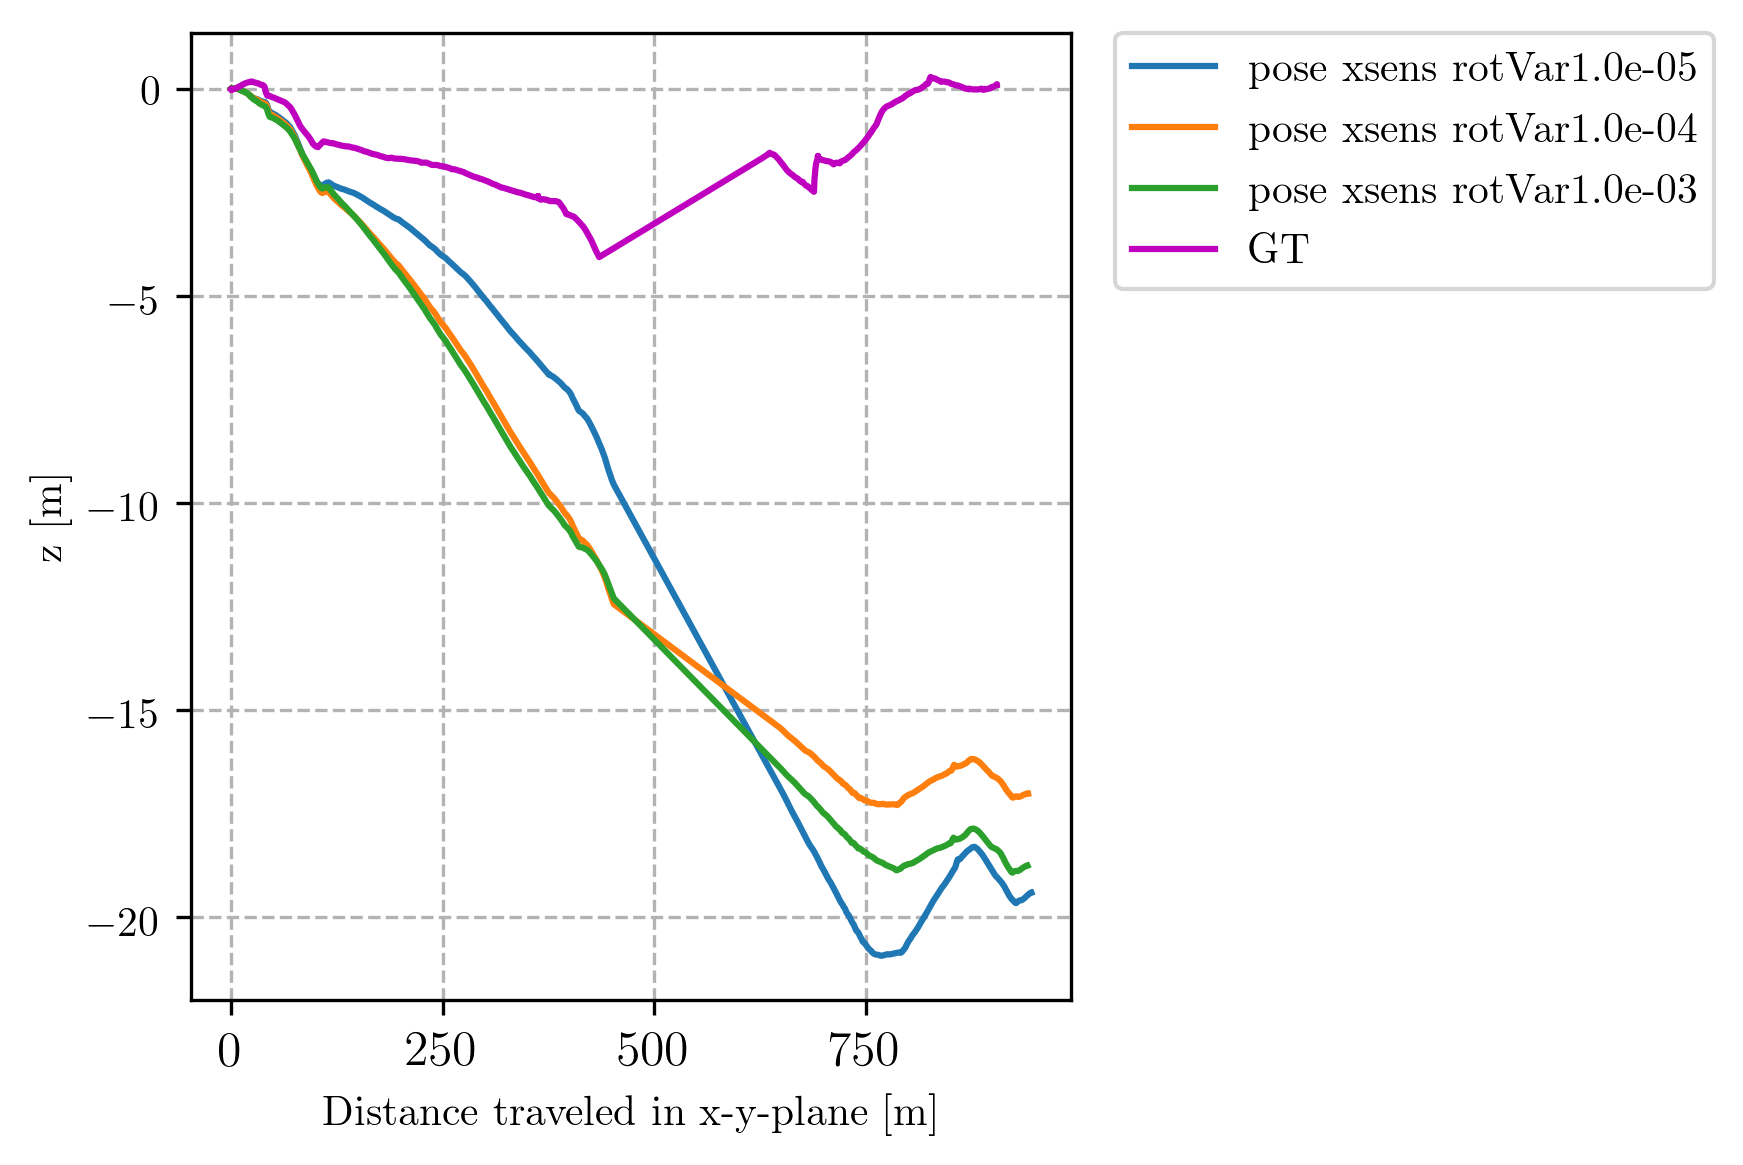 0
−5
−10
−15
−20
z [m]
0 250 500 750
Distance traveled in x-y-plane [m]
pose xsens rotVar1.0e-05
pose xsens rotVar1.0e-04
pose xsens rotVar1.0e-03
GT